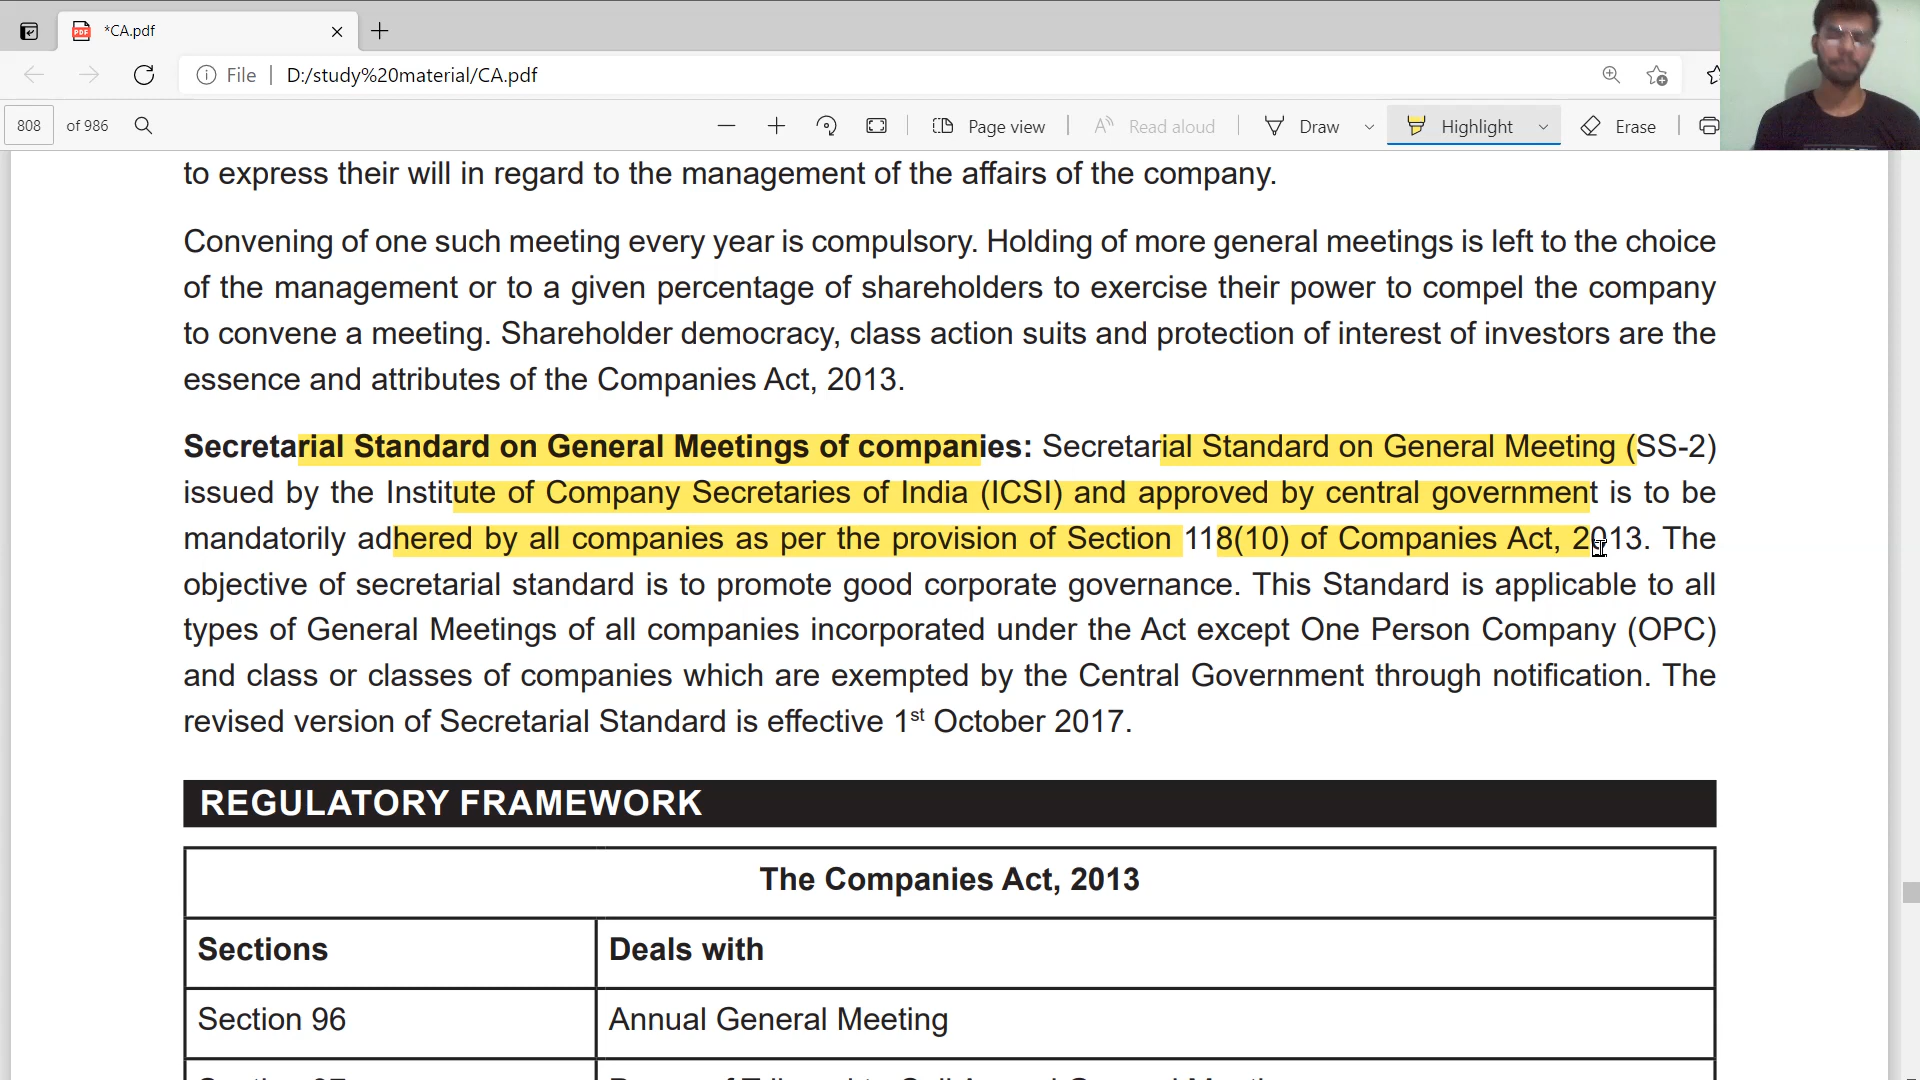 *CA.pdf
File D:/study%20material/CA.pdf
808 of 986 Page view Read aloud Draw Highlight Erase
to express their will in regard to the management of the affairs of the company.
Convening of one such meeting every year is compulsory. Holding of more general meetings is left to the choice
of the management or to a given percentage of shareholders to exercise their power to compel the company
to convene a meeting. Shareholder democracy, class action suits and protection of interest of investors are the
essence and attributes of the Companies Act, 2013.
Secretarial Standard on General Meetings of companies: Secretarial Standard on General Meeting (SS-2)
issued by the Institute of Company Secretaries of India (ICSI) and approved by central government is to be
mandatorily adhered by all companies as per the provision of Section 118(10) of Companies Act, 2013. The
objective of secretarial standard is to promote good corporate governance. This Standard is applicable to all
types of General Meetings of all companies incorporated under the Act except One Person Company (OPC)
and class or classes of companies which are exempted by the Central Government through notification. The
revised version of Secretarial Standard is effective 1st October 2017.
REGULATORY FRAMEWORK
The Companies Act, 2013
Sections Deals with
Section 96 Annual General Meeting